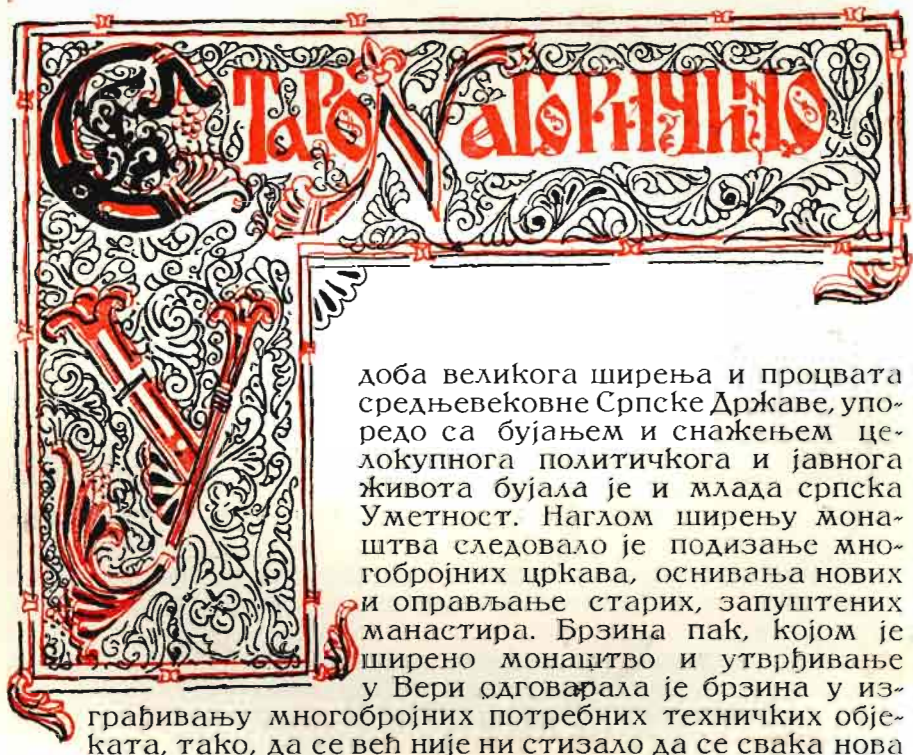 СТАРО НАГОРИЧИНО
У
доба великога ширења и процвата
средњевековне Српске Државе, упо-
редо са бујањем и снажењем це-
локупнога политичкога и јавнога
живота бујала је и млада српска
Уметност. Наглом ширењу мона-
штва следовало је подизање мно-
гобројних цркава, оснивања нових
и оправљање старих, запуштених
манастира. Брзина пак, којом је
ширено монаштво и утврђивање
у Вери одговарала је брзина у из-
грађивању многобројних потребних техничких обје-
ката, тако, да се већ није ни стизало да се свака нова